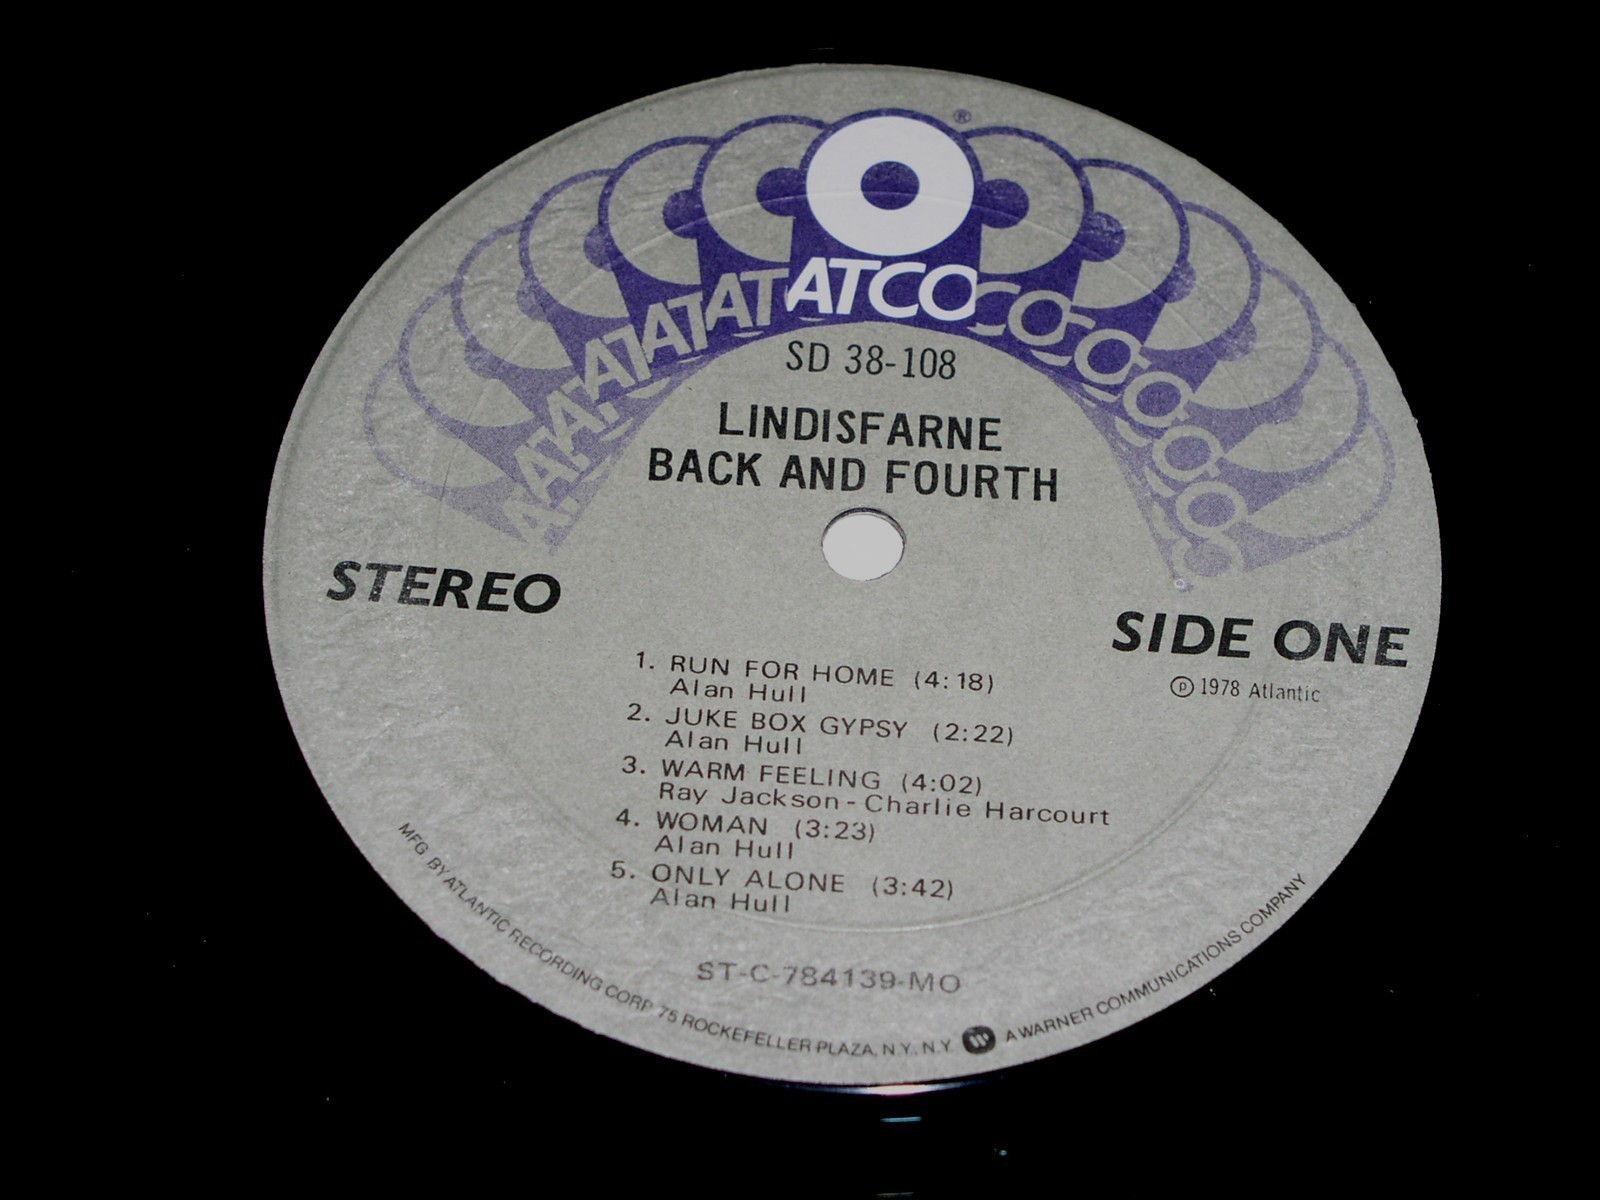 ®
ATCO
SD 38-108
LINDISFARNE
BACK AND FOURTH
STEREO
SIDE ONE
℗ 1978 Atlantic
1. RUN FOR HOME (4:18)
Alan Hull
2. JUKE BOX GYPSY (2:22)
Alan Hull
3. WARM FEELING (4:02)
Ray Jackson-Charlie Harcourt
4. WOMAN (3:23)
Alan Hull
5. ONLY ALONE (3:42)
Alan Hull
ST-C-784139-MO
MFG BY ATLANTIC RECORDING CORP. 75 ROCKEFELLER PLAZA, N.Y., N.Y. A WARNER COMMUNICATIONS COMPANY